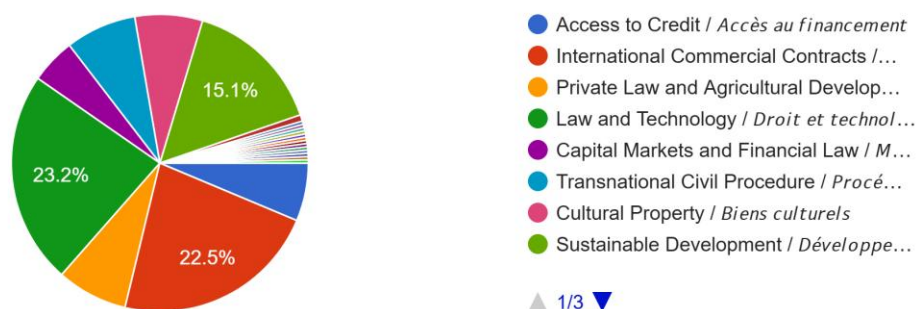 15.1%
23.2%
22.5%
Access to Credit / Accès au financement
International Commercial Contracts /...
Private Law and Agricultural Develop...
Law and Technology / Droit et technol...
Capital Markets and Financial Law / M...
Transnational Civil Procedure / Procé...
Cultural Property / Biens culturels
Sustainable Development / Développe...
1/3